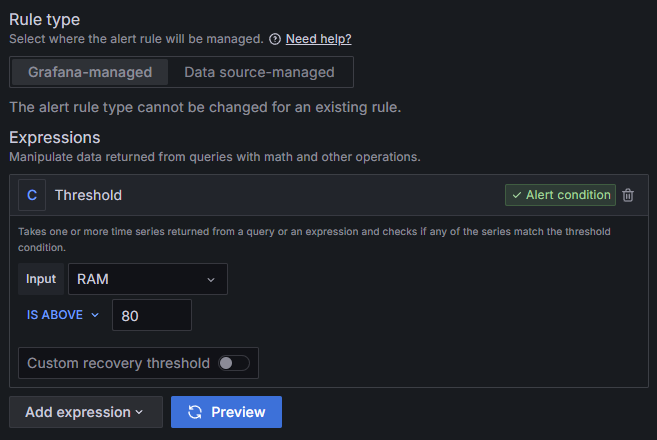 Rule type
Select where the alert rule will be managed. Need help?
Grafana-managed Data source-managed
The alert rule type cannot be changed for an existing rule.
Expressions
Manipulate data returned from queries with math and other operations.
C Threshold Alert condition
Takes one or more time series returned from a query or an expression and checks if any of the series match the threshold
condition.
Input RAM
IS ABOVE 80
Custom recovery threshold
Add expression Preview